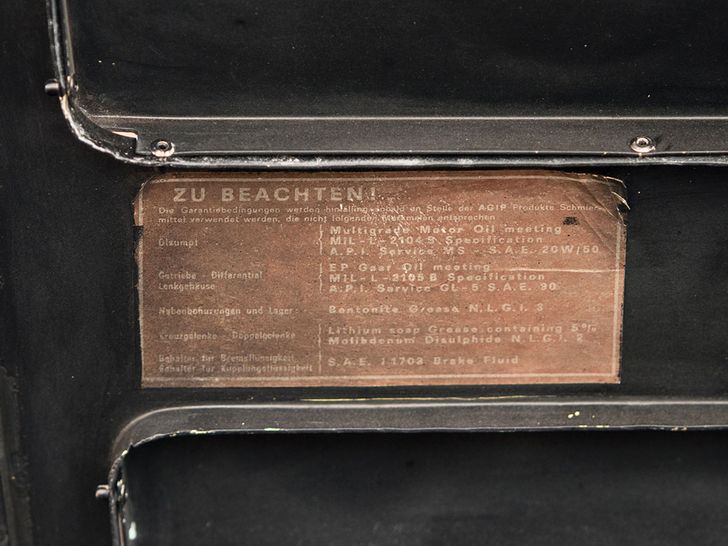 ZU BEACHTEN!
Die Garantiebedingungen werden hinfällig sobald an Stelle der AGIP Produkte Schmier-
mittel verwendet werden, die nicht folgenden Merkmalen entsprechen
Ölsumpf
Multigrade Motor Oil meeting
MIL-L-2104 B Specification
A.P.I. Service MS - S.A.E. 20W/50
Getriebe - Differential
Lenkgehäuse
EP Gear Oil meeting
MIL-L-2105 B Specification
A.P.I. Service GL-5 S.A.E. 90
und Lager:
Bentonite Grease N.L.G.I. 3
Kreuzgelenke - Doppelgelenke
Lithium soap Grease containing 5%
Molibdenum Disulphide N.L.G.I. 2
Behälter für Bremsflüssigkeit
Behälter für Kupplungsflüssigkeit
S.A.E. J 1703 Brake Fluid